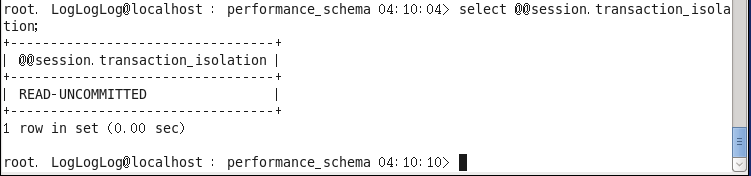 root. LogLogLog@localhost : performance_schema 04:10:04> select @@session.transaction_isola
tion;
+--------------------------------+
| @@session.transaction_isolation |
+--------------------------------+
| READ-UNCOMMITTED |
+--------------------------------+
1 row in set (0.00 sec)
root. LogLogLog@localhost : performance_schema 04:10:10>